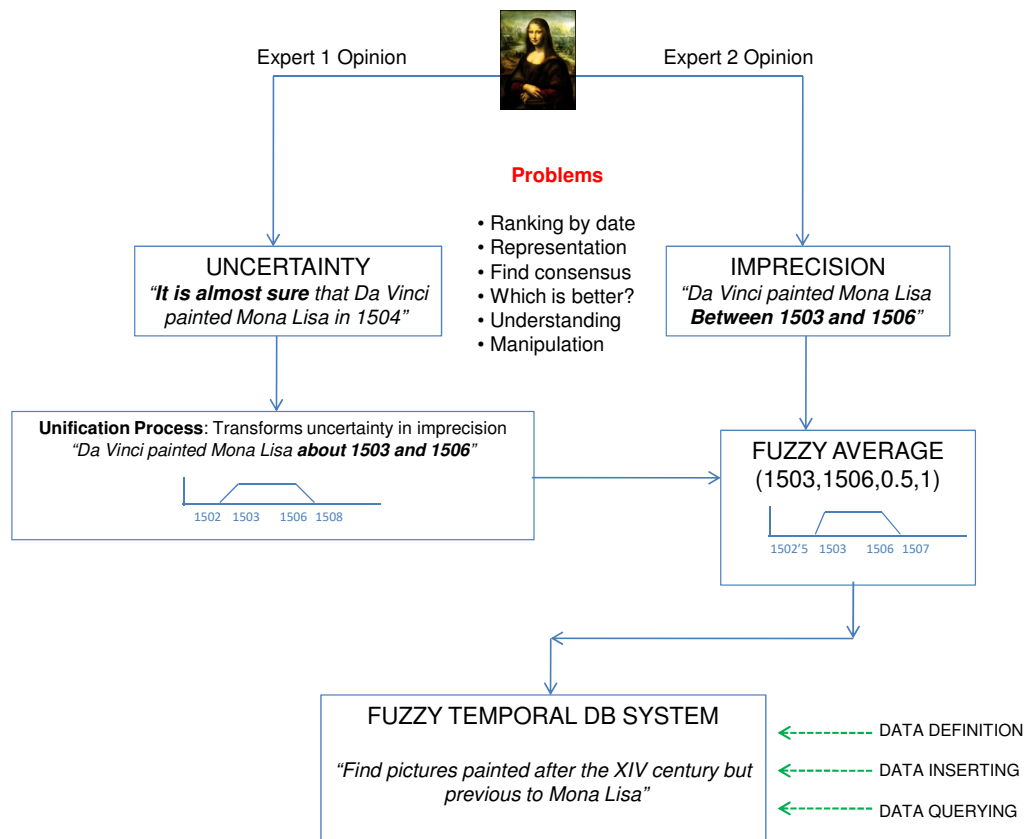 Expert 1 Opinion
Expert 2 Opinion
Problems
• Ranking by date
• Representation
• Find consensus
• Which is better?
• Understanding
• Manipulation
UNCERTAINTY
“It is almost sure that Da Vinci
painted Mona Lisa in 1504”
IMPRECISION
“Da Vinci painted Mona Lisa
Between 1503 and 1506”
Unification Process: Transforms uncertainty in imprecision
“Da Vinci painted Mona Lisa about 1503 and 1506”
1502 1503 1506 1508
FUZZY AVERAGE
(1503,1506,0.5,1)
1502’5 1503 1506 1507
FUZZY TEMPORAL DB SYSTEM
“Find pictures painted after the XIV century but
previous to Mona Lisa”
DATA DEFINITION
DATA INSERTING
DATA QUERYING